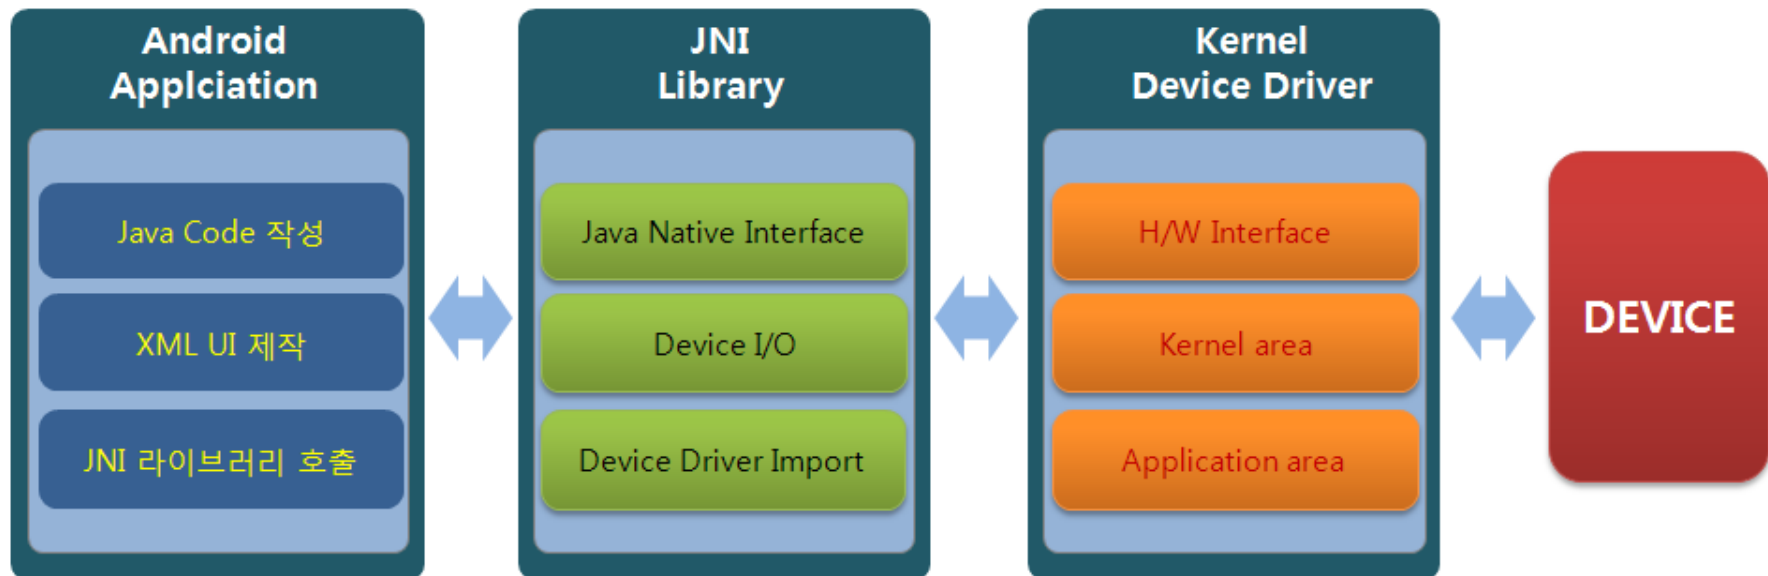 Android
Applciation
Java Code 작성
XML UI 제작
JNI 라이브러리 호출
JNI
Library
Java Native Interface
Device I/O
Device Driver Import
Kernel
Device Driver
H/W Interface
Kernel area
Application area
DEVICE